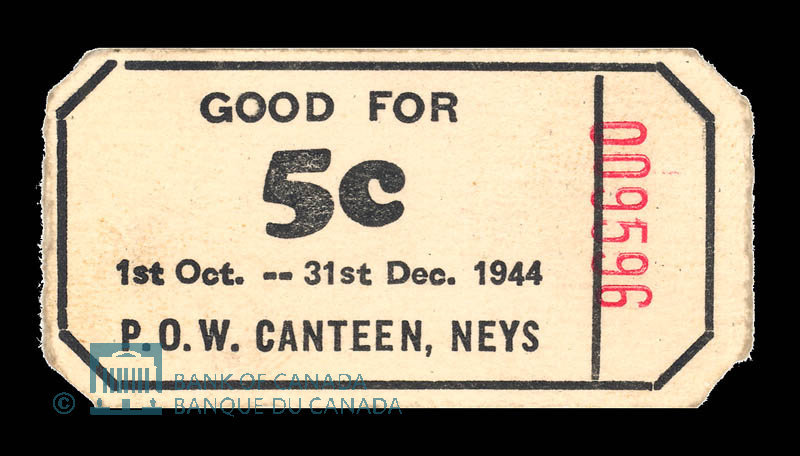 GOOD FOR
5c
1st Oct. -- 31st Dec. 1944
P.O.W. CANTEEN, NEYS
009596
© BANK OF CANADA
BANQUE DU CANADA